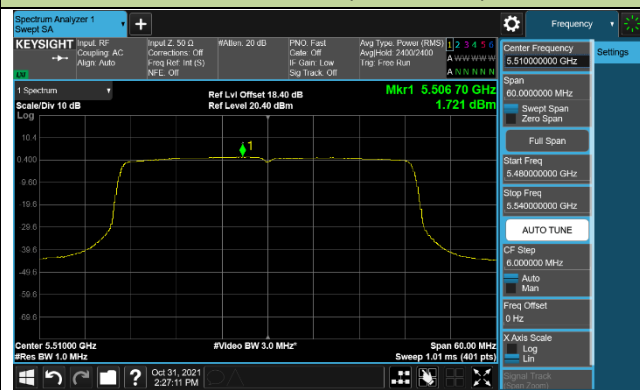 Spectrum Analyzer 1
Swept SA
Frequency
KEYSIGHT
Input: RF
Coupling: AC
Align: Auto
Input Z: 50 Ω
Corrections: Off
Freq Ref: Int (S)
NFE: Off
#Atten: 20 dB
PNO: Fast
Gate: Off
IF Gain: Low
Sig Track: Off
Avg Type: Power (RMS)
Avg|Hold: 2400/2400
Trig: Free Run
1 2 3 4 5 6
A W W W W W
A N N N N N
LXI
1 Spectrum
Scale/Div 10 dB
Log
Ref Lvl Offset 18.40 dB
Ref Level 20.40 dBm
Mkr1 5.506 70 GHz
1.721 dBm
1
10.4
0.400
-9.60
-19.6
-29.6
-39.6
-49.6
-59.6
-69.6
Center 5.51000 GHz
#Res BW 1.0 MHz
#Video BW 3.0 MHz*
Span 60.00 MHz
Sweep 1.01 ms (401 pts)
Center Frequency
5.510000000 GHz
Settings
Span
60.0000000 MHz
Swept Span
Zero Span
Full Span
Start Freq
5.480000000 GHz
Stop Freq
5.540000000 GHz
AUTO TUNE
CF Step
6.000000 MHz
Auto
Man
Freq Offset
0 Hz
X Axis Scale
Log
Lin
Signal Track
(Span Zoom)
Oct 31, 2021
2:27:11 PM